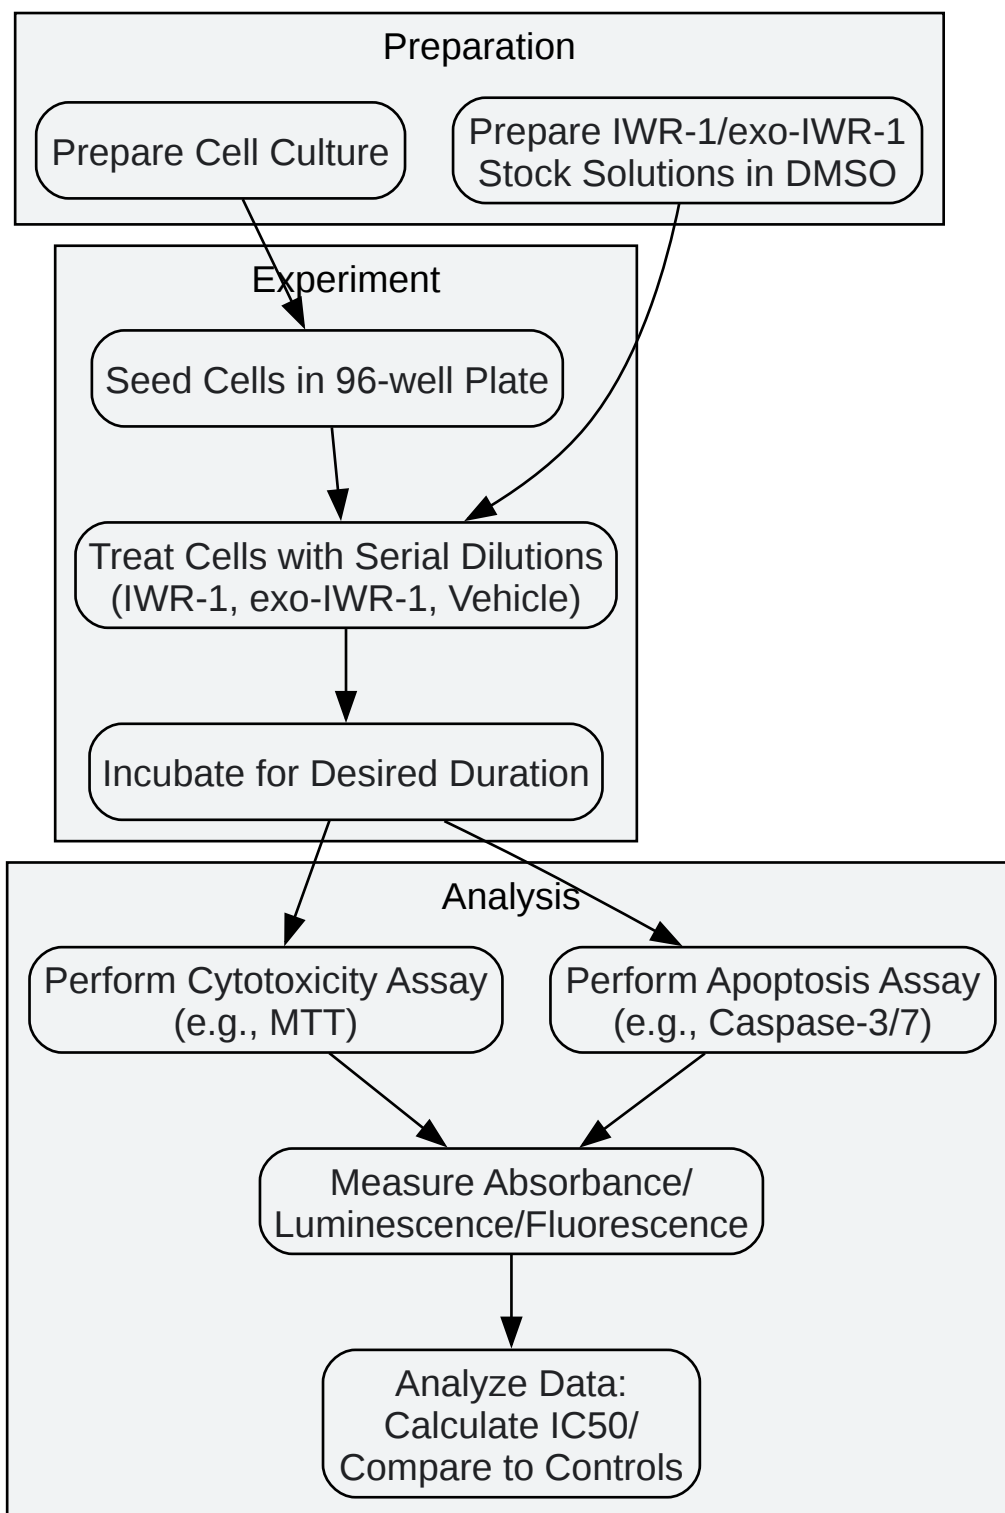 Preparation
Prepare Cell Culture
Prepare IWR-1/exo-IWR-1
Stock Solutions in DMSO
Experiment
Seed Cells in 96-well Plate
Treat Cells with Serial Dilutions
(IWR-1, exo-IWR-1, Vehicle)
Incubate for Desired Duration
Analysis
Perform Cytotoxicity Assay
(e.g., MTT)
Perform Apoptosis Assay
(e.g., Caspase-3/7)
Measure Absorbance/
Luminescence/Fluorescence
Analyze Data:
Calculate IC50/
Compare to Controls